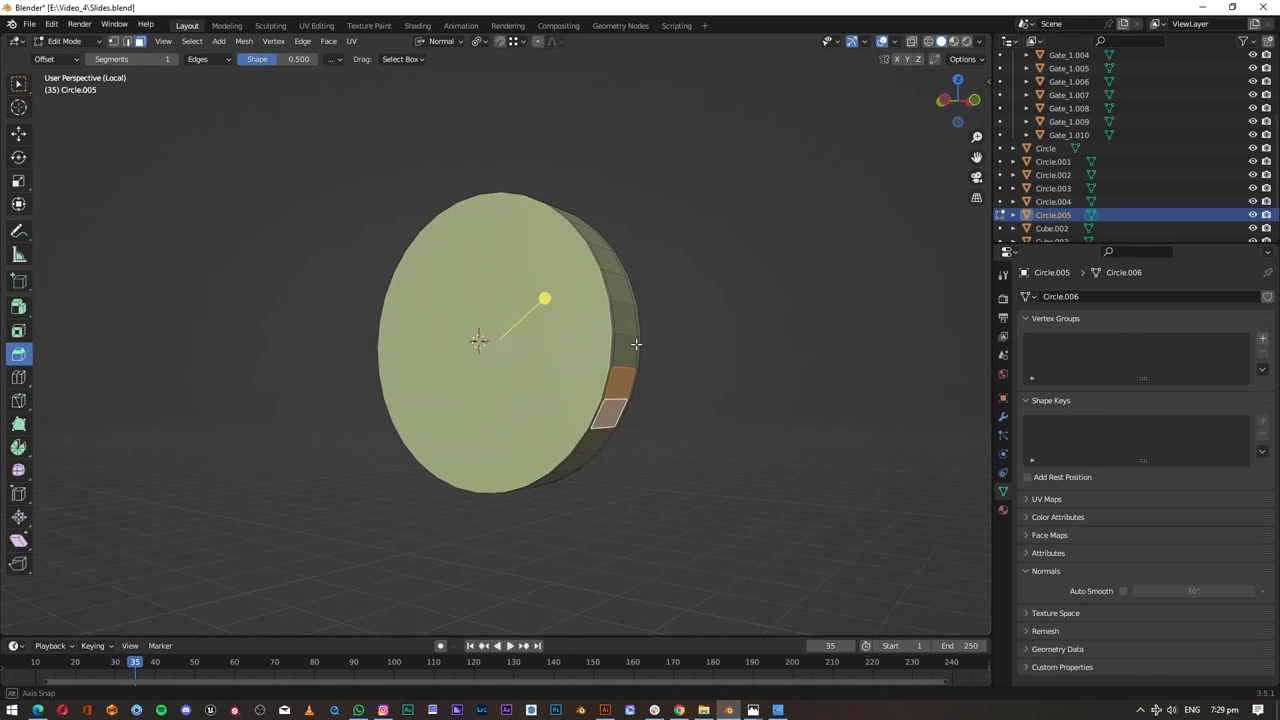 Blender* [E:\Video_4\Slides.blend]
File Edit Render Window Help Layout Modeling Sculpting UV Editing Texture Paint Shading Animation Rendering Compositing Geometry Nodes Scripting + Scene ViewLayer
Edit Mode View Select Add Mesh Vertex Edge Face UV Normal
Offset Segments 1 Edges Shape 0.500 ... Drag: Select Box X Y Z Options
User Perspective (Local)
(35) Circle.005
Z
Gate_1.004
Gate_1.005
Gate_1.006
Gate_1.007
Gate_1.008
Gate_1.009
Gate_1.010
Circle
Circle.001
Circle.002
Circle.003
Circle.004
Circle.005
Cube.002
Circle.005 > Circle.006
Circle.006
Vertex Groups
Shape Keys
Add Rest Position
UV Maps
Color Attributes
Face Maps
Attributes
Normals
Auto Smooth 30°
Texture Space
Remesh
Geometry Data
Custom Properties
Playback Keying View Marker 35 Start 1 End 250
10 20 30 35 40 50 60 70 80 90 100 110 120 130 140 150 160 170 180 190 200 210 220 230 240
Alt Axis Snap 3.5.1
ENG 7:29 pm